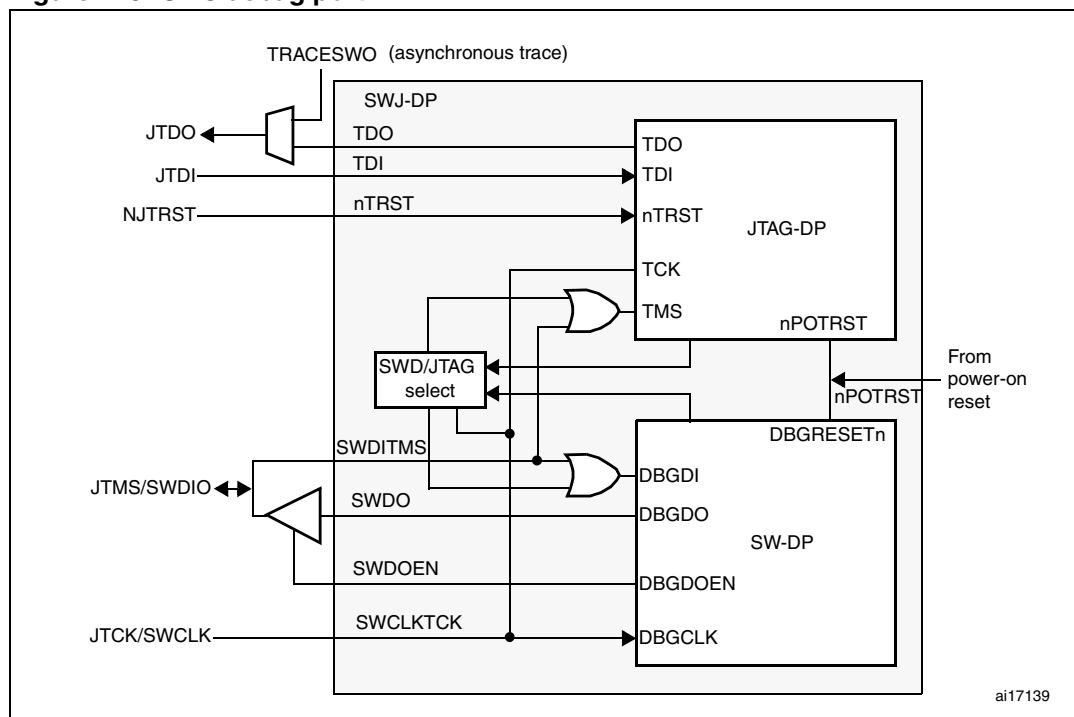 TRACESWO (asynchronous trace)
SWJ-DP
JTDO
TDO
TDO
JTDI
TDI
TDI
NJTRST
nTRST
nTRST
JTAG-DP
TCK
TMS
nPOTRST
SWD/JTAG
select
From
power-on
reset
nPOTRST
DBGRESETn
SWDITMS
DBGDI
JTMS/SWDIO
SWDO
DBGDO
SW-DP
SWDOEN
DBGDOEN
JTCK/SWCLK
SWCLKTCK
DBGCLK
ai17139